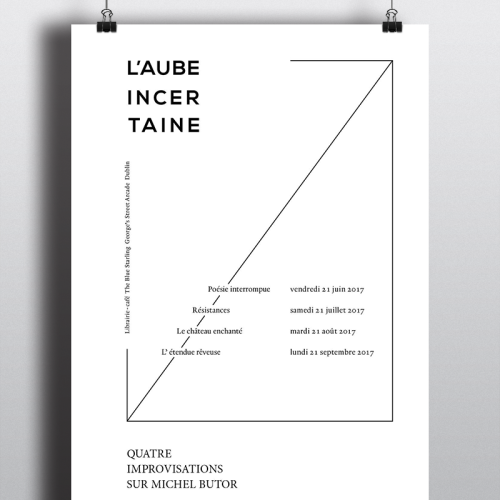 L'AUBE
INCER
TAINE
Librairie-café The Blue Starling George's Street Arcade Dublin
Poésie interrompue vendredi 21 juin 2017
Résistances samedi 21 juillet 2017
Le château enchanté mardi 21 août 2017
L' étendue rêveuse lundi 21 septembre 2017
QUATRE
IMPROVISATIONS
SUR MICHEL BUTOR